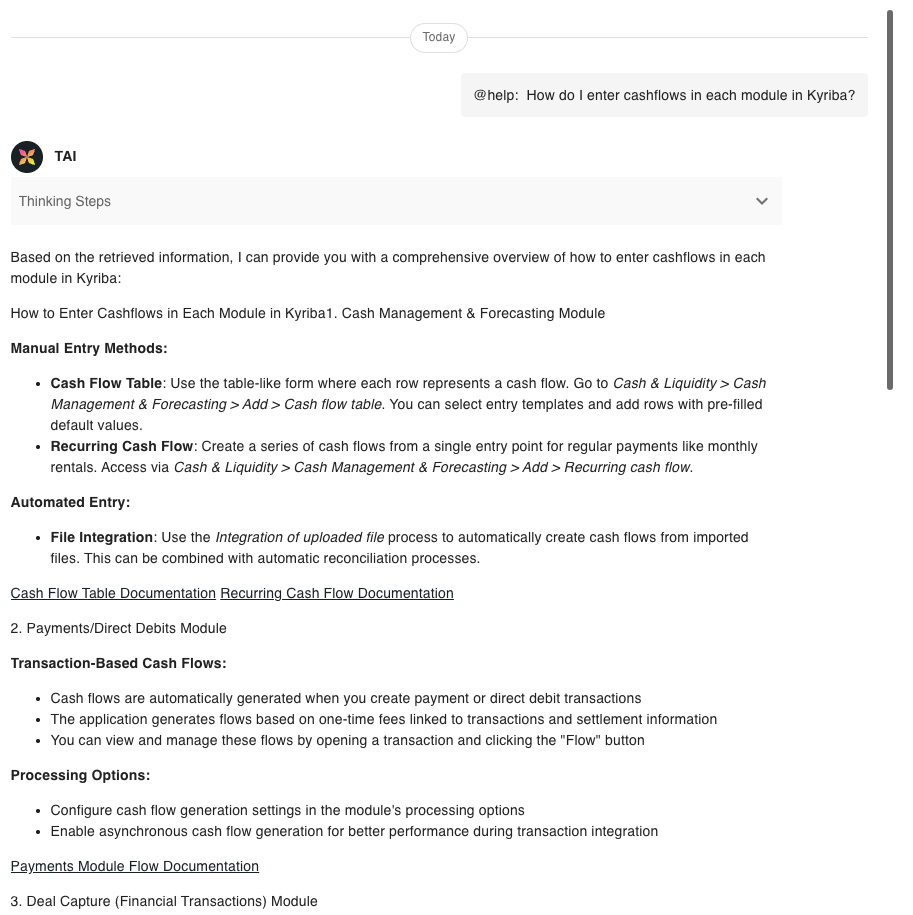 Today
@help: How do I enter cashflows in each module in Kyriba?
TAI
Thinking Steps
Based on the retrieved information, I can provide you with a comprehensive overview of how to enter cashflows in each
module in Kyriba:
How to Enter Cashflows in Each Module in Kyriba1. Cash Management & Forecasting Module
Manual Entry Methods:
• Cash Flow Table: Use the table-like form where each row represents a cash flow. Go to Cash & Liquidity > Cash
Management & Forecasting > Add > Cash flow table. You can select entry templates and add rows with pre-filled
default values.
• Recurring Cash Flow: Create a series of cash flows from a single entry point for regular payments like monthly
rentals. Access via Cash & Liquidity > Cash Management & Forecasting > Add > Recurring cash flow.
Automated Entry:
• File Integration: Use the Integration of uploaded file process to automatically create cash flows from imported
files. This can be combined with automatic reconciliation processes.
Cash Flow Table Documentation Recurring Cash Flow Documentation
2. Payments/Direct Debits Module
Transaction-Based Cash Flows:
• Cash flows are automatically generated when you create payment or direct debit transactions
• The application generates flows based on one-time fees linked to transactions and settlement information
• You can view and manage these flows by opening a transaction and clicking the "Flow" button
Processing Options:
• Configure cash flow generation settings in the module's processing options
• Enable asynchronous cash flow generation for better performance during transaction integration
Payments Module Flow Documentation
3. Deal Capture (Financial Transactions) Module